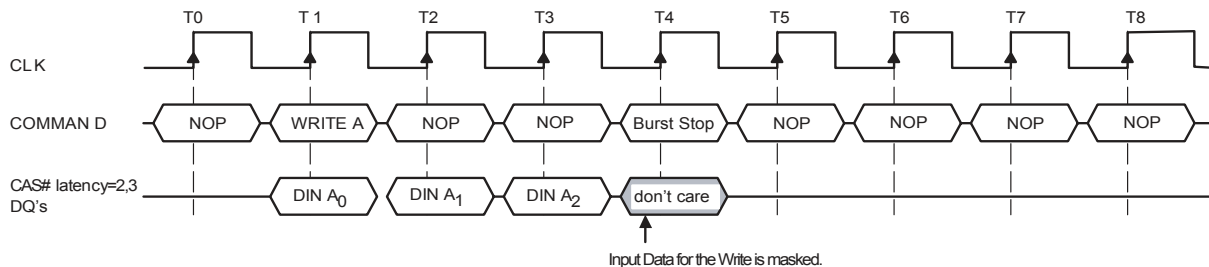 T0 T 1 T2 T3 T4 T5 T6 T7 T8
CLK
COMMAN D NOP WRITE A NOP NOP Burst Stop NOP NOP NOP NOP
CAS# latency=2,3
DQ's DIN A0 DIN A1 DIN A2 don't care
Input Data for the Write is masked.